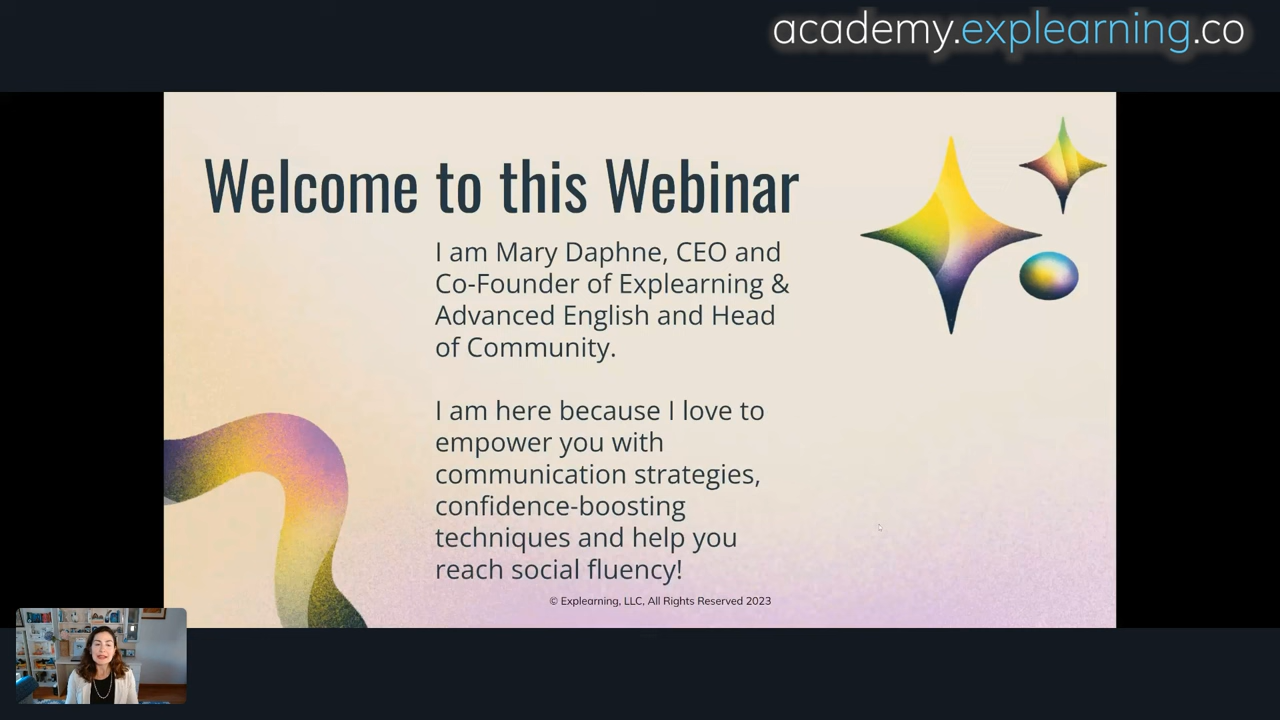 academy.explearning.co
Welcome to this Webinar
I am Mary Daphne, CEO and
Co-Founder of Explearning &
Advanced English and Head
of Community.
I am here because I love to
empower you with
communication strategies,
confidence-boosting
techniques and help you
reach social fluency!
© Explearning, LLC, All Rights Reserved 2023